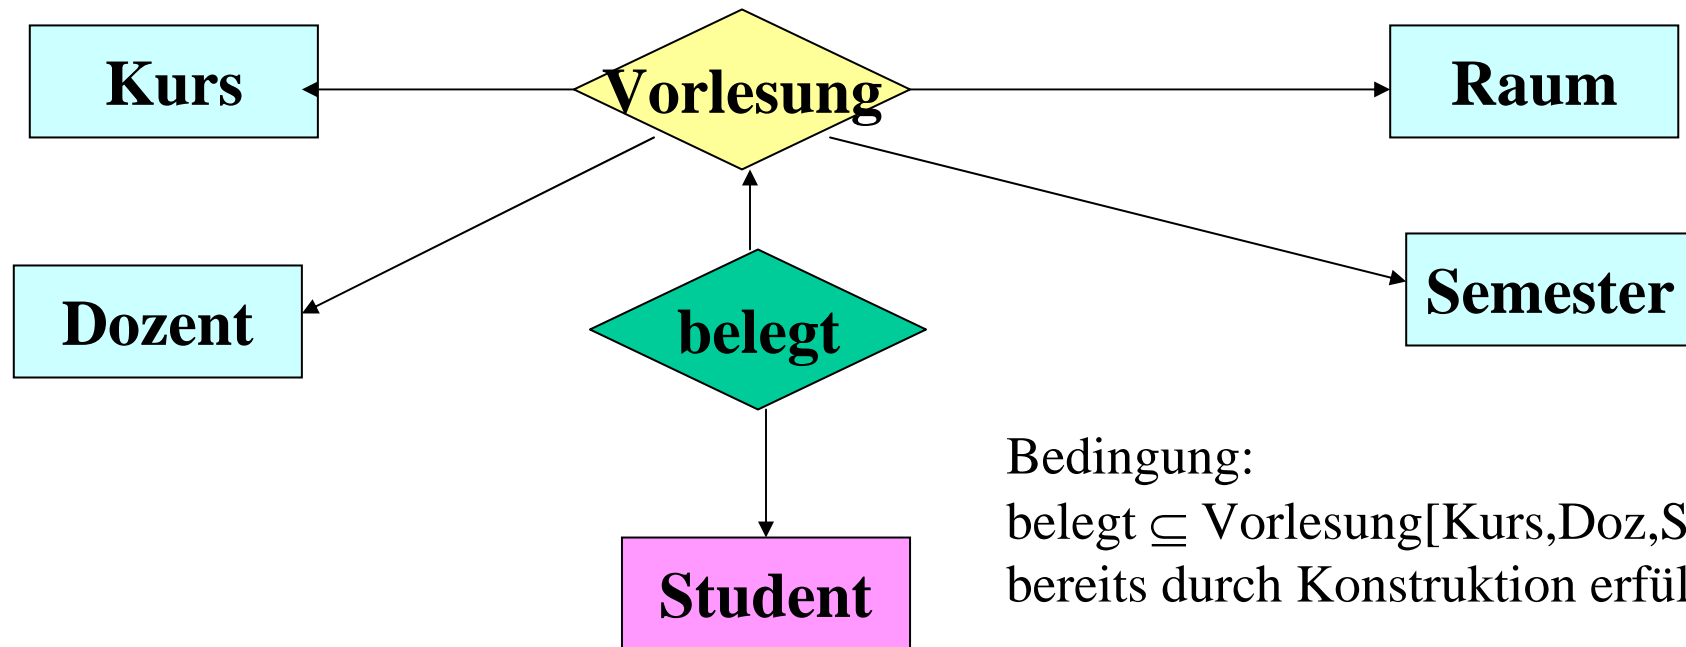 Kurs
Vorlesung
Raum
Dozent
belegt
Semester
Bedingung:
belegt ⊆ Vorlesung[Kurs,Doz,S
bereits durch Konstruktion erfül
Student